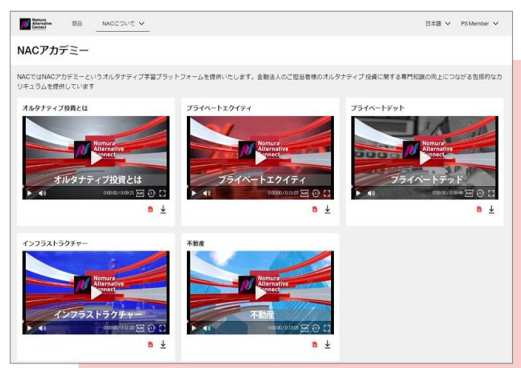 Nomura
Alternative
Connect
商品
NACについて
日本語
PS Member
NACアカデミー
NACではNACアカデミーというオルタナティブ学習プラットフォームを提供いたします。金融法人のご担当者様のオルタナティブ投資に関する専門知識の向上につながる包括的なカ
リキュラムを提供しています
オルタナティブ投資とは
プライベートエクイティ
プライベートデット
Nomura
Alternative
Connect
オルタナティブ投資とは
Nomura
Alternative
Connect
プライベートエクイティ
Nomura
Alternative
Connect
プライベートデット
インフラストラクチャー
不動産
Nomura
Alternative
Connect
インフラストラクチャー
Nomura
Alternative
Connect
不動産